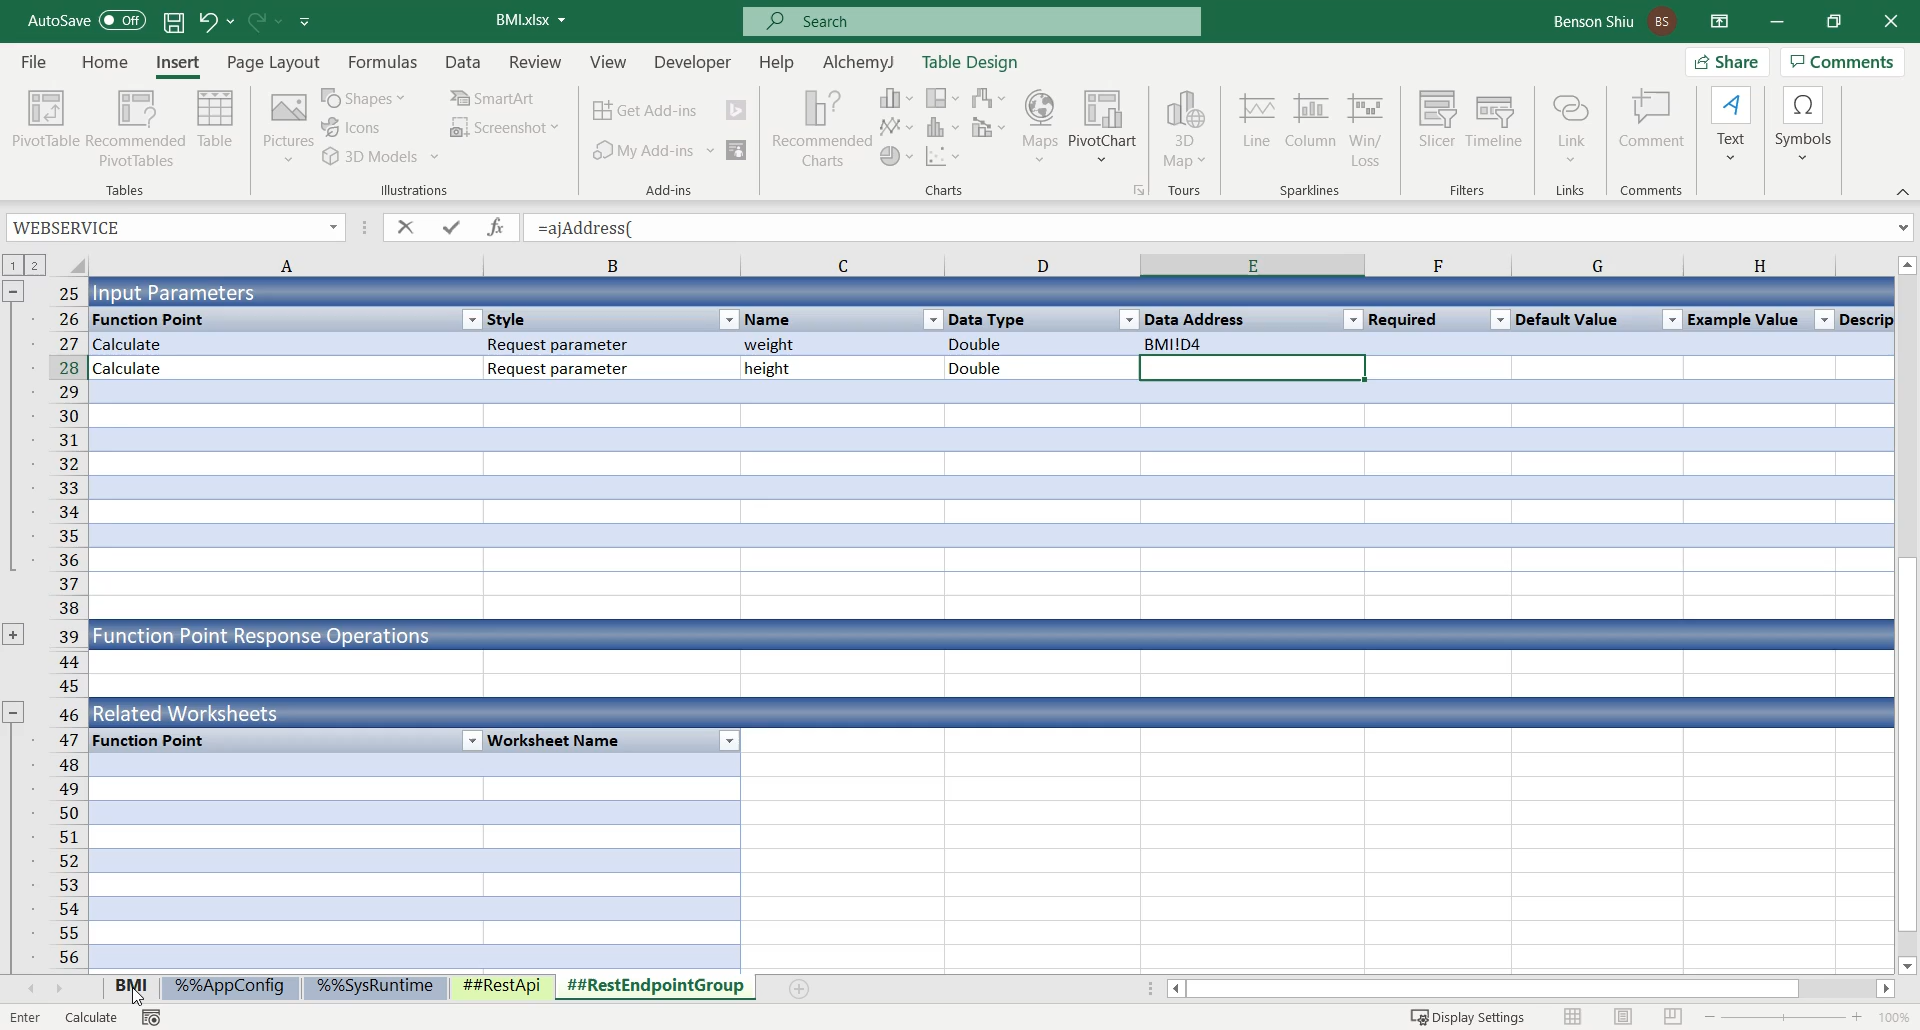 AutoSave Off BMI.xlsx Search Benson Shiu BS
File Home Insert Page Layout Formulas Data Review View Developer Help AlchemyJ Table Design Share Comments
PivotTable Recommended PivotTables Table
Pictures Shapes Icons 3D Models SmartArt Screenshot
Get Add-ins My Add-ins
Recommended Charts Maps PivotChart
3D Map Line Column Win/Loss Slicer Timeline Link Comment Text Symbols
Tables Illustrations Add-ins Charts Tours Sparklines Filters Links Comments
WEBSERVICE fx =ajAddress(
1 2 A B C D E F G H
25 Input Parameters
26 Function Point Style Name Data Type Data Address Required Default Value Example Value Descrip
27 Calculate Request parameter weight Double BMI!D4
28 Calculate Request parameter height Double
29
30
31
32
33
34
35
36
37
38
39 Function Point Response Operations
44
45
46 Related Worksheets
47 Function Point Worksheet Name
48
49
50
51
52
53
54
55
56
BMI %%AppConfig %%SysRuntime ##RestApi ##RestEndpointGroup
Enter Calculate Display Settings 100%